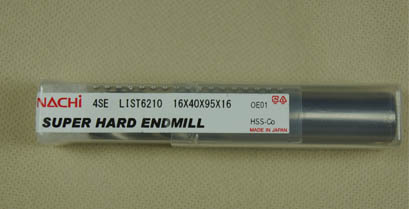 NACHi 4SE LIST6210 16X40X95X16 OE01
SUPER HARD ENDMILL HSS-Co
MADE IN JAPAN